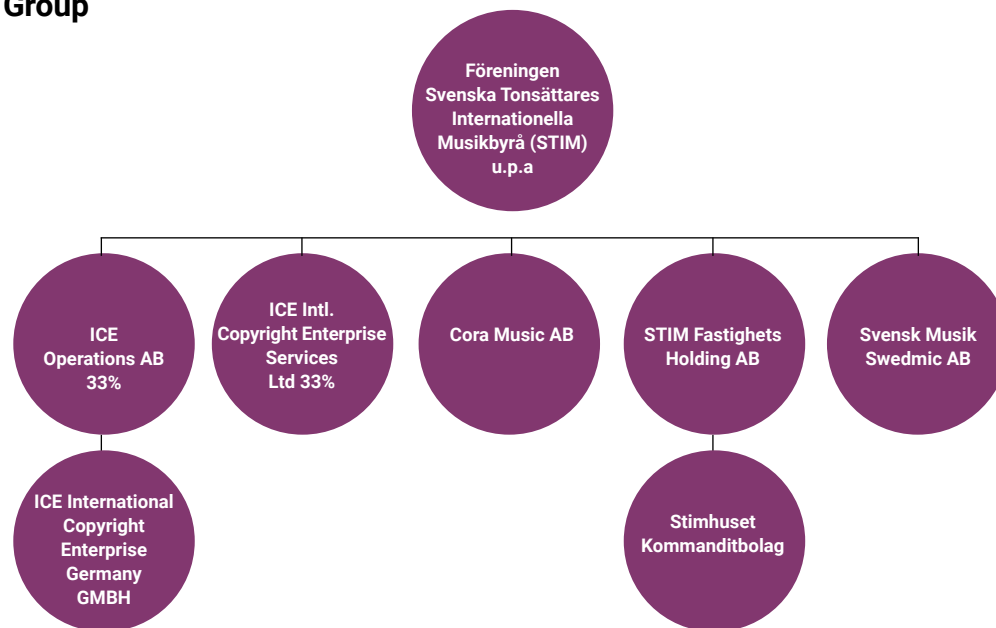 Group
Föreningen
Svenska Tonsättares
Internationella
Musikbyrå (STIM)
u.p.a
ICE
Operations AB
33%
ICE Intl.
Copyright Enterprise
Services
Ltd 33%
Cora Music AB
STIM Fastighets
Holding AB
Svensk Musik
Swedmic AB
ICE International
Copyright
Enterprise
Germany
GMBH
Stimhuset
Kommanditbolag